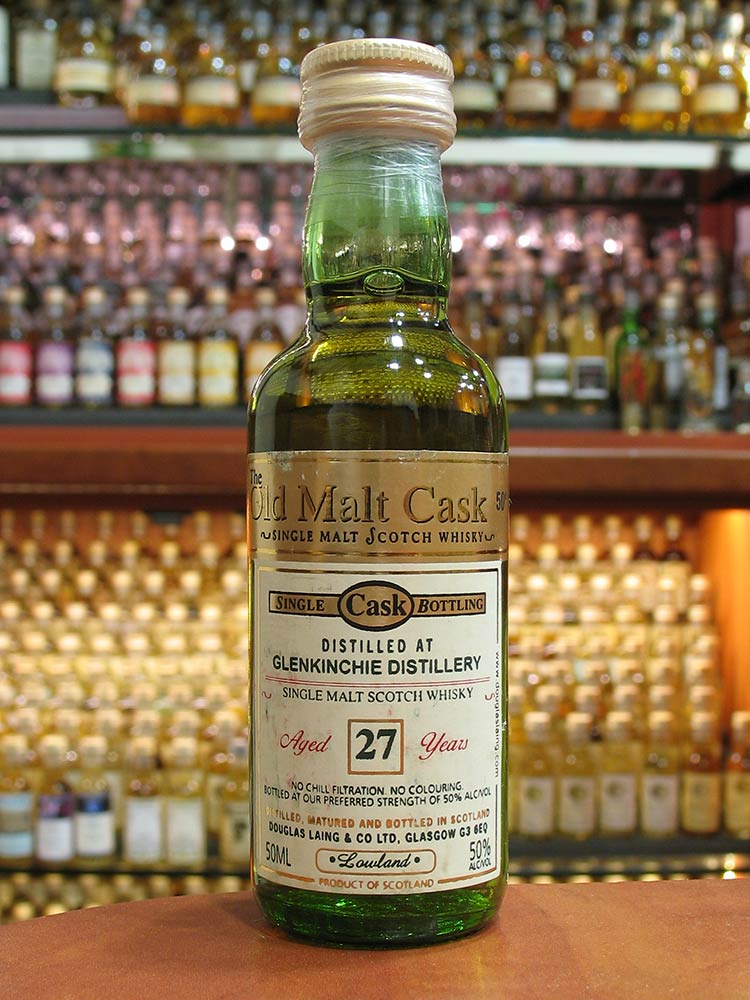 The
Old Malt Cask 50°
SINGLE MALT SCOTCH WHISKY
SINGLE Cask BOTTLING
DISTILLED AT
GLENKINCHIE DISTILLERY
SINGLE MALT SCOTCH WHISKY
Aged 27 Years
NO CHILL FILTRATION. NO COLOURING.
BOTTLED AT OUR PREFERRED STRENGTH OF 50% ALC/VOL
DISTILLED, MATURED AND BOTTLED IN SCOTLAND
DOUGLAS LAING & CO LTD, GLASGOW G3 6EQ
50ML Lowland 50%
ALC/VOL
PRODUCT OF SCOTLAND
www.douglaslaing.com